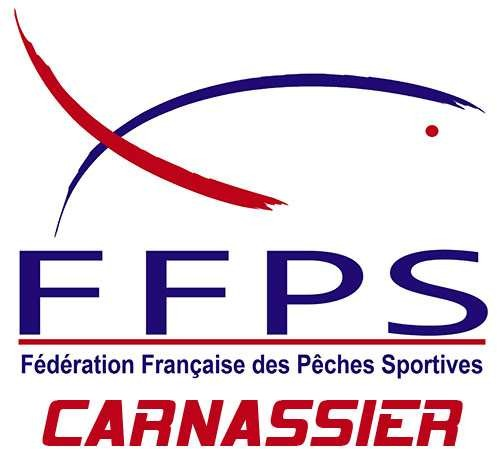 FFPS
Fédération Française des Pêches Sportives
CARNASSIER